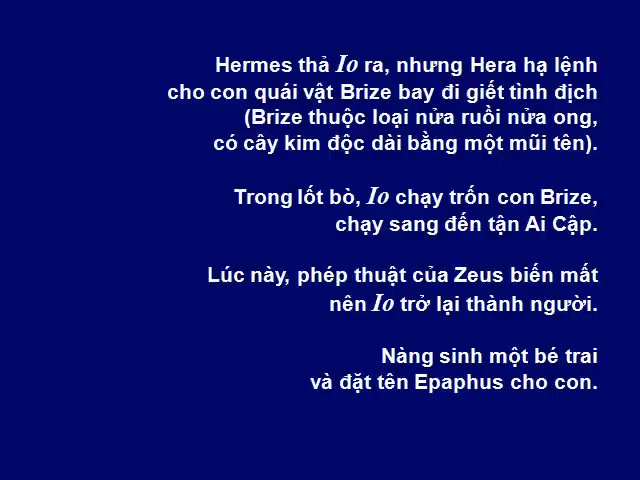 Hermes thả Io ra, nhưng Hera hạ lệnh
cho con quái vật Brize bay đi giết tình địch
(Brize thuộc loại nửa ruồi nửa ong,
có cây kim độc dài bằng một mũi tên).
Trong lốt bò, Io chạy trốn con Brize,
chạy sang đến tận Ai Cập.
Lúc này, phép thuật của Zeus biến mất
nên Io trở lại thành người.
Nàng sinh một bé trai
và đặt tên Epaphus cho con.